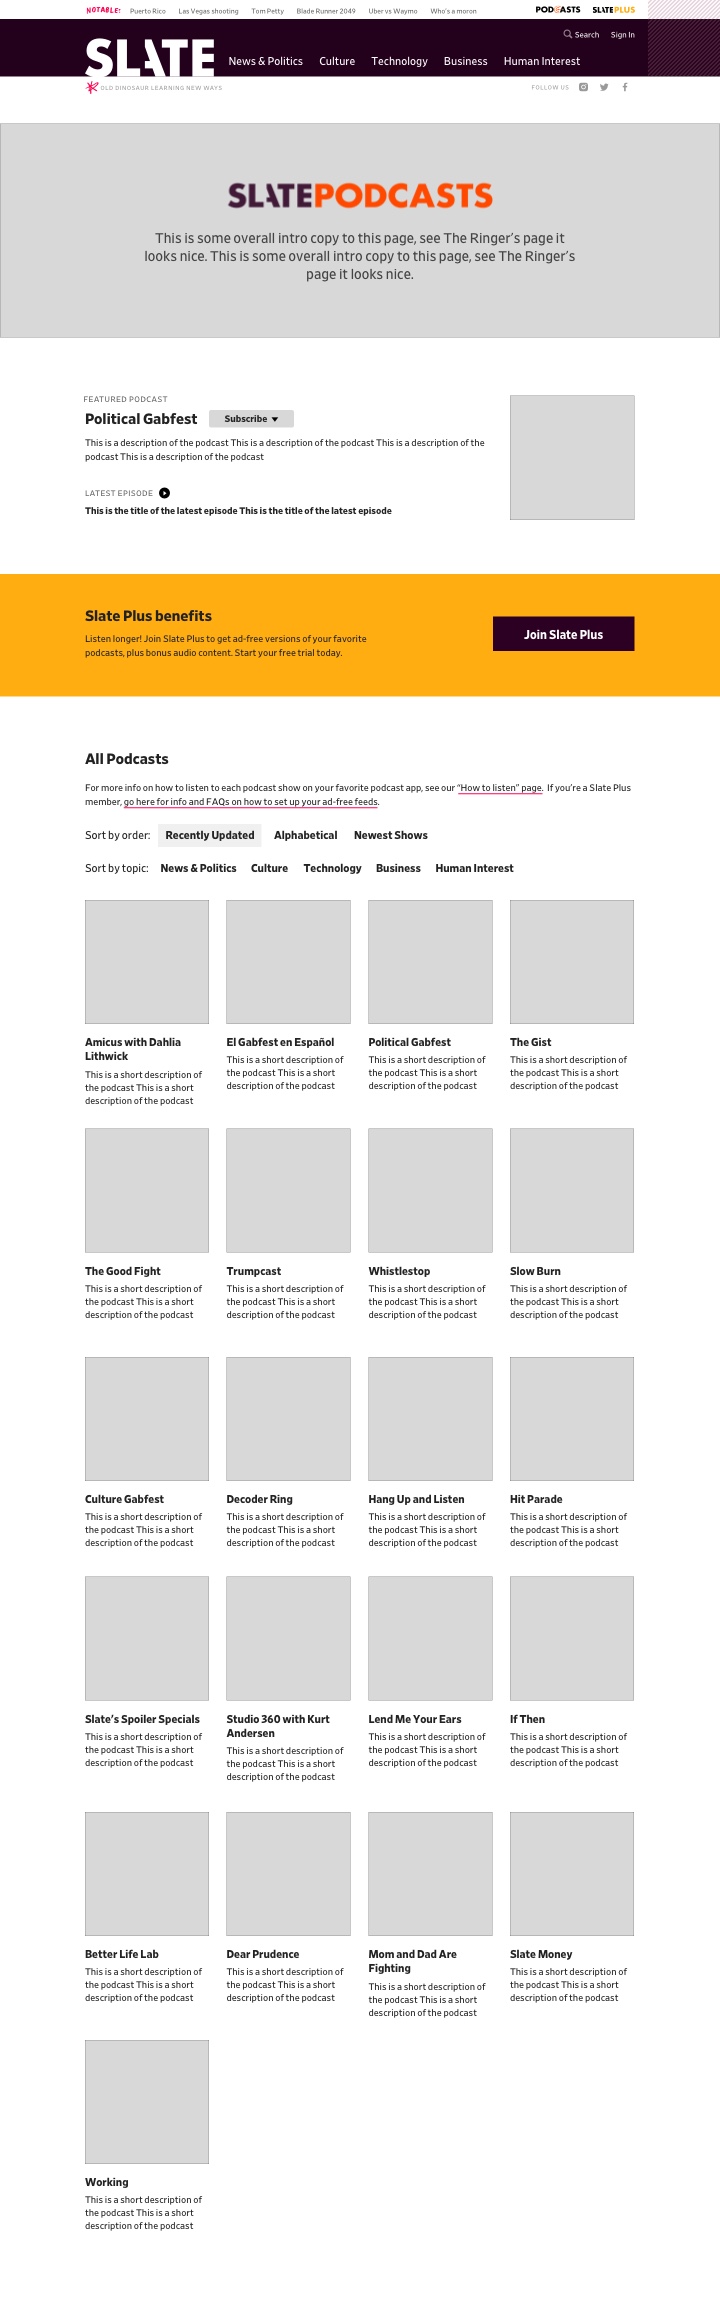 NOTABLE! Puerto Rico Las Vegas shooting Tom Petty Blade Runner 2049 Uber vs Waymo Who's a moron PODCASTS SLATEPLUS
Search Sign In
SLATE News & Politics Culture Technology Business Human Interest
OLD DINOSAUR LEARNING NEW WAYS FOLLOW US
SLATEPODCASTS
This is some overall intro copy to this page, see The Ringer's page it
looks nice. This is some overall intro copy to this page, see The Ringer's
page it looks nice.
FEATURED PODCAST
Political Gabfest Subscribe
This is a description of the podcast This is a description of the podcast This is a description of the
podcast This is a description of the podcast
LATEST EPISODE
This is the title of the latest episode This is the title of the latest episode
Slate Plus benefits
Listen longer! Join Slate Plus to get ad-free versions of your favorite
podcasts, plus bonus audio content. Start your free trial today.
Join Slate Plus
All Podcasts
For more info on how to listen to each podcast show on your favorite podcast app, see our "How to listen" page. If you're a Slate Plus
member, go here for info and FAQs on how to set up your ad-free feeds.
Sort by order: Recently Updated Alphabetical Newest Shows
Sort by topic: News & Politics Culture Technology Business Human Interest
Amicus with Dahlia
Lithwick
This is a short description of
the podcast This is a short
description of the podcast
El Gabfest en Español
This is a short description of
the podcast This is a short
description of the podcast
Political Gabfest
This is a short description of
the podcast This is a short
description of the podcast
The Gist
This is a short description of
the podcast This is a short
description of the podcast
The Good Fight
This is a short description of
the podcast This is a short
description of the podcast
Trumpcast
This is a short description of
the podcast This is a short
description of the podcast
Whistlestop
This is a short description of
the podcast This is a short
description of the podcast
Slow Burn
This is a short description of
the podcast This is a short
description of the podcast
Culture Gabfest
This is a short description of
the podcast This is a short
description of the podcast
Decoder Ring
This is a short description of
the podcast This is a short
description of the podcast
Hang Up and Listen
This is a short description of
the podcast This is a short
description of the podcast
Hit Parade
This is a short description of
the podcast This is a short
description of the podcast
Slate's Spoiler Specials
This is a short description of
the podcast This is a short
description of the podcast
Studio 360 with Kurt
Andersen
This is a short description of
the podcast This is a short
description of the podcast
Lend Me Your Ears
This is a short description of
the podcast This is a short
description of the podcast
If Then
This is a short description of
the podcast This is a short
description of the podcast
Better Life Lab
This is a short description of
the podcast This is a short
description of the podcast
Dear Prudence
This is a short description of
the podcast This is a short
description of the podcast
Mom and Dad Are
Fighting
This is a short description of
the podcast This is a short
description of the podcast
Slate Money
This is a short description of
the podcast This is a short
description of the podcast
Working
This is a short description of
the podcast This is a short
description of the podcast